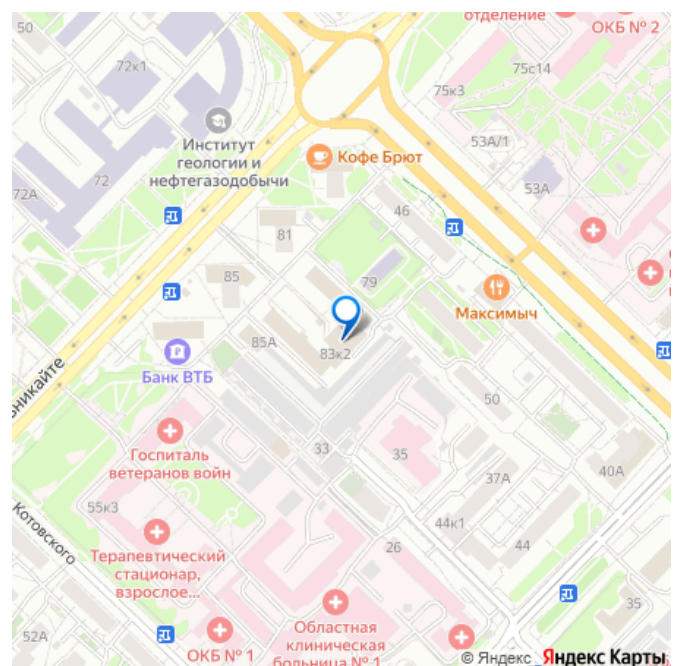 50
отделение
ОКБ № 2
72к1
75с14
75к3
Институт
геологии и
нефтегазодобычи
53А/1
Кофе Брют
72
72А
53А
46
81
85
79
Максимыч
85А
83к2
Банк ВТБ
никайте
50
Госпиталь
ветеранов войн
33
35
37А
40А
55к3
44к1
Котовского
Терапевтический
стационар,
взрослое...
26
44
35
Областная
клиническая
больница № 1
52А
ОКБ № 1
© Яндекс Яндекс Карты